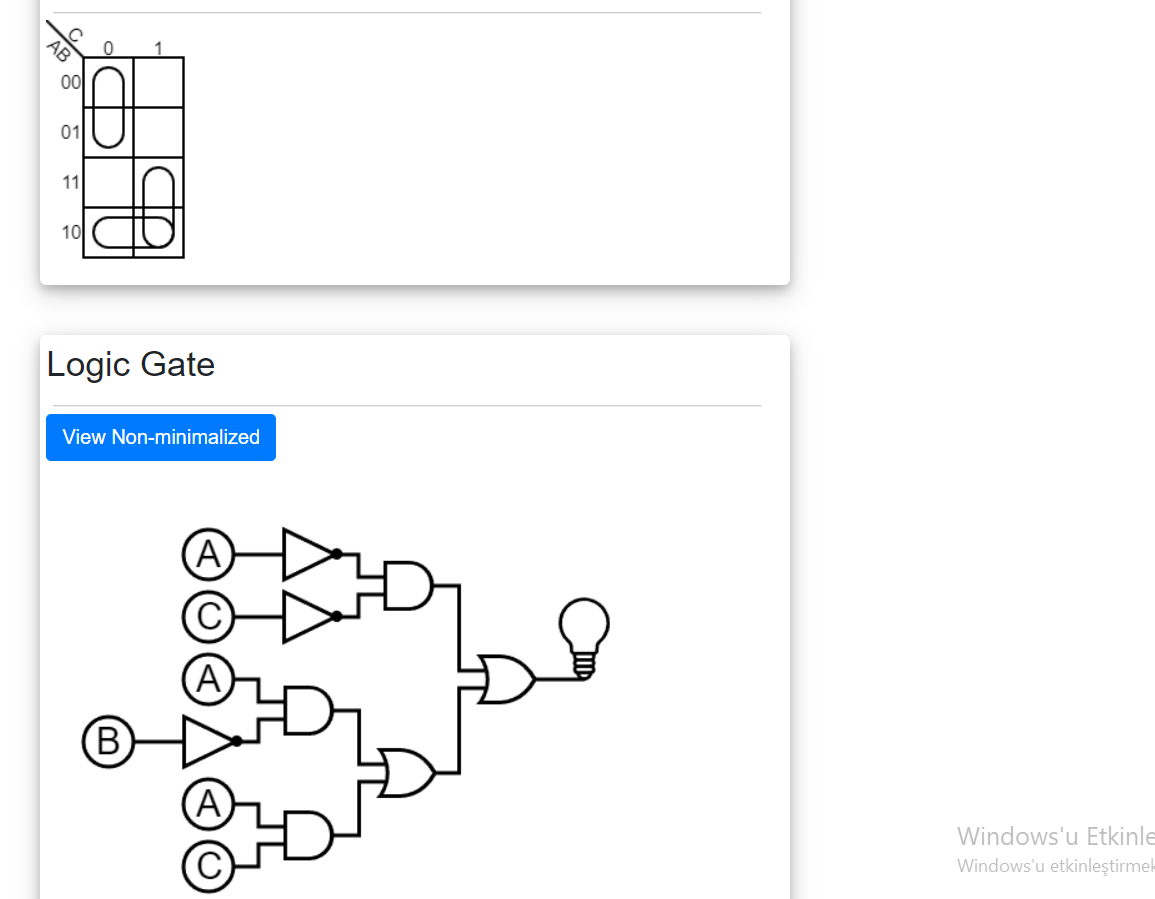 C
AB
0 1
00
01
11
10
Logic Gate
View Non-minimalized
A
C
A
B
A
C
Windows'u Etkinle
Windows'u etkinleştirmek